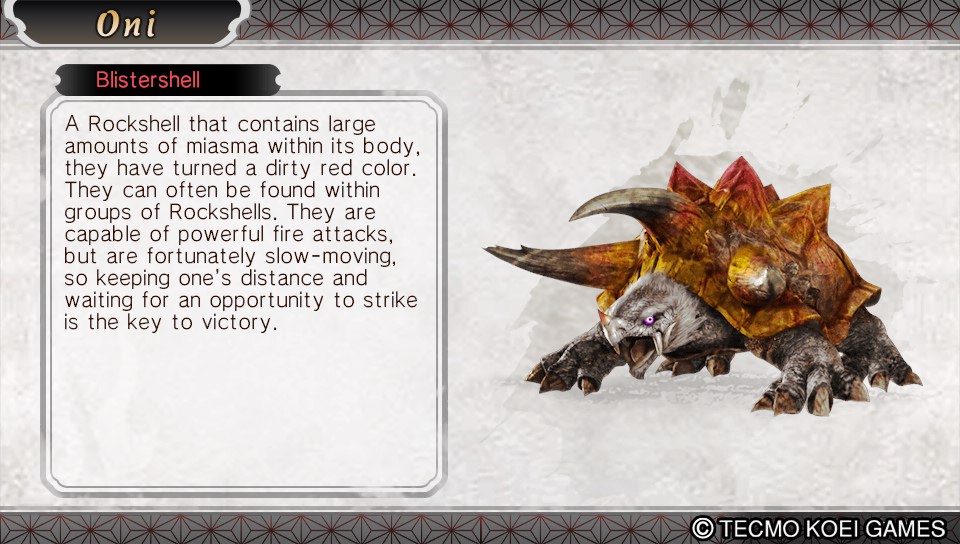 Oni
Blistershell
A Rockshell that contains large
amounts of miasma within its body,
they have turned a dirty red color.
They can often be found within
groups of Rockshells. They are
capable of powerful fire attacks,
but are fortunately slow-moving,
so keeping one's distance and
waiting for an opportunity to strike
is the key to victory.
© TECMO KOEI GAMES